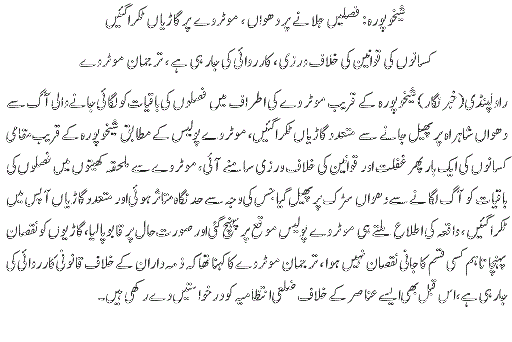 شیخوپورہ: فصلیں جلانے پر دھواں، موٹروے پر گاڑیاں ٹکرا گئیں
کسانوں کی قوانین کی خلاف ورزی، کارروائی کی جارہی ہے، ترجمان موٹروے
راولپنڈی(خبر نگار)شیخوپورہ کے قریب موٹروے کی اطراف میں فصلوں کی باقیات کو لگائی جانے والی آگ سے
دھواں شاہراہ پر پھیل جانے سے متعدد گاڑیاں ٹکرا گئیں، موٹروے پولیس کے مطابق شیخوپورہ کے قریب مقامی
کسانوں کی ایک بار پھر غفلت اور قوانین کی خلاف ورزی سامنے آئی، موٹروے سے ملحقہ کھیتوں میں فصلوں کی
باقیات کو آگ لگانے سے دھواں سڑک پر پھیل گیا جس کی وجہ سے حد نگاہ متاثر ہوئی اور متعدد گاڑیاں آپس میں
ٹکرا گئیں، واقعہ کی اطلاع ملتے ہی موٹروے پولیس موقع پر پہنچ گئی اور صورت حال پر قابو پالیا، گاڑیوں کو نقصان
پہنچا تاہم کسی قسم کا جانی نقصان نہیں ہوا، ترجمان موٹروے کا کہنا تھا کہ ذمہ داران کے خلاف قانونی کارروائی کی
جارہی ہے، اس قبل بھی ایسے عناصر کے خلاف ضلعی انتظامیہ کو درخواستیں دے رکھی ہیں۔۔